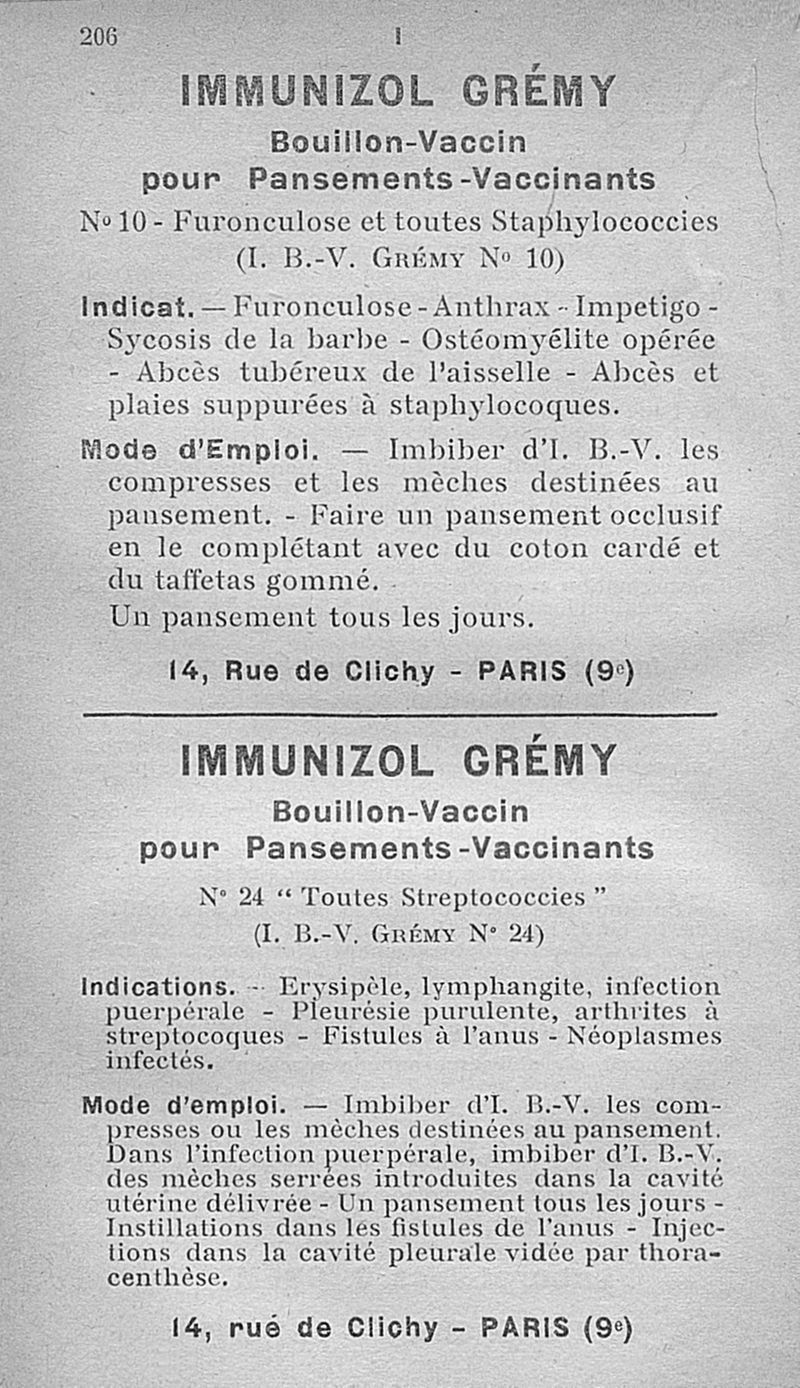 206 I
IMMUNIZOL GRÉMY
Bouillon-Vaccin
pour Pansements-Vaccinants
Nº 10 - Furonculose et toutes Staphylococcies
(I. B.-V. GRÉMY Nº 10)
Indicat. — Furonculose - Anthrax - Impetigo -
Sycosis de la barbe - Ostéomyélite opérée
- Abcès tubéreux de l'aisselle - Abcès et
plaies suppurées à staphylocoques.
Mode d'Emploi. — Imbiber d'I. B.-V. les
compresses et les mèches destinées au
pansement. - Faire un pansement occlusif
en le complétant avec du coton cardé et
du taffetas gommé.
Un pansement tous les jours.
14, Rue de Clichy - PARIS (9e)
IMMUNIZOL GRÉMY
Bouillon-Vaccin
pour Pansements-Vaccinants
N° 24 “ Toutes Streptococcies ”
(I. B.-V. GRÉMY N° 24)
Indications. - Erysipèle, lymphangite, infection
puerpérale - Pleurésie purulente, arthrites à
streptocoques - Fistules à l'anus - Néoplasmes
infectés.
Mode d'emploi. — Imbiber d'I. B.-V. les com-
presses ou les mèches destinées au pansement.
Dans l'infection puerpérale, imbiber d'I. B.-V.
des mèches serrées introduites dans la cavité
utérine délivrée - Un pansement tous les jours -
Instillations dans les fistules de l'anus - Injec-
tions dans la cavité pleurale vidée par thora-
centhèse.
14, rue de Clichy - PARIS (9e)